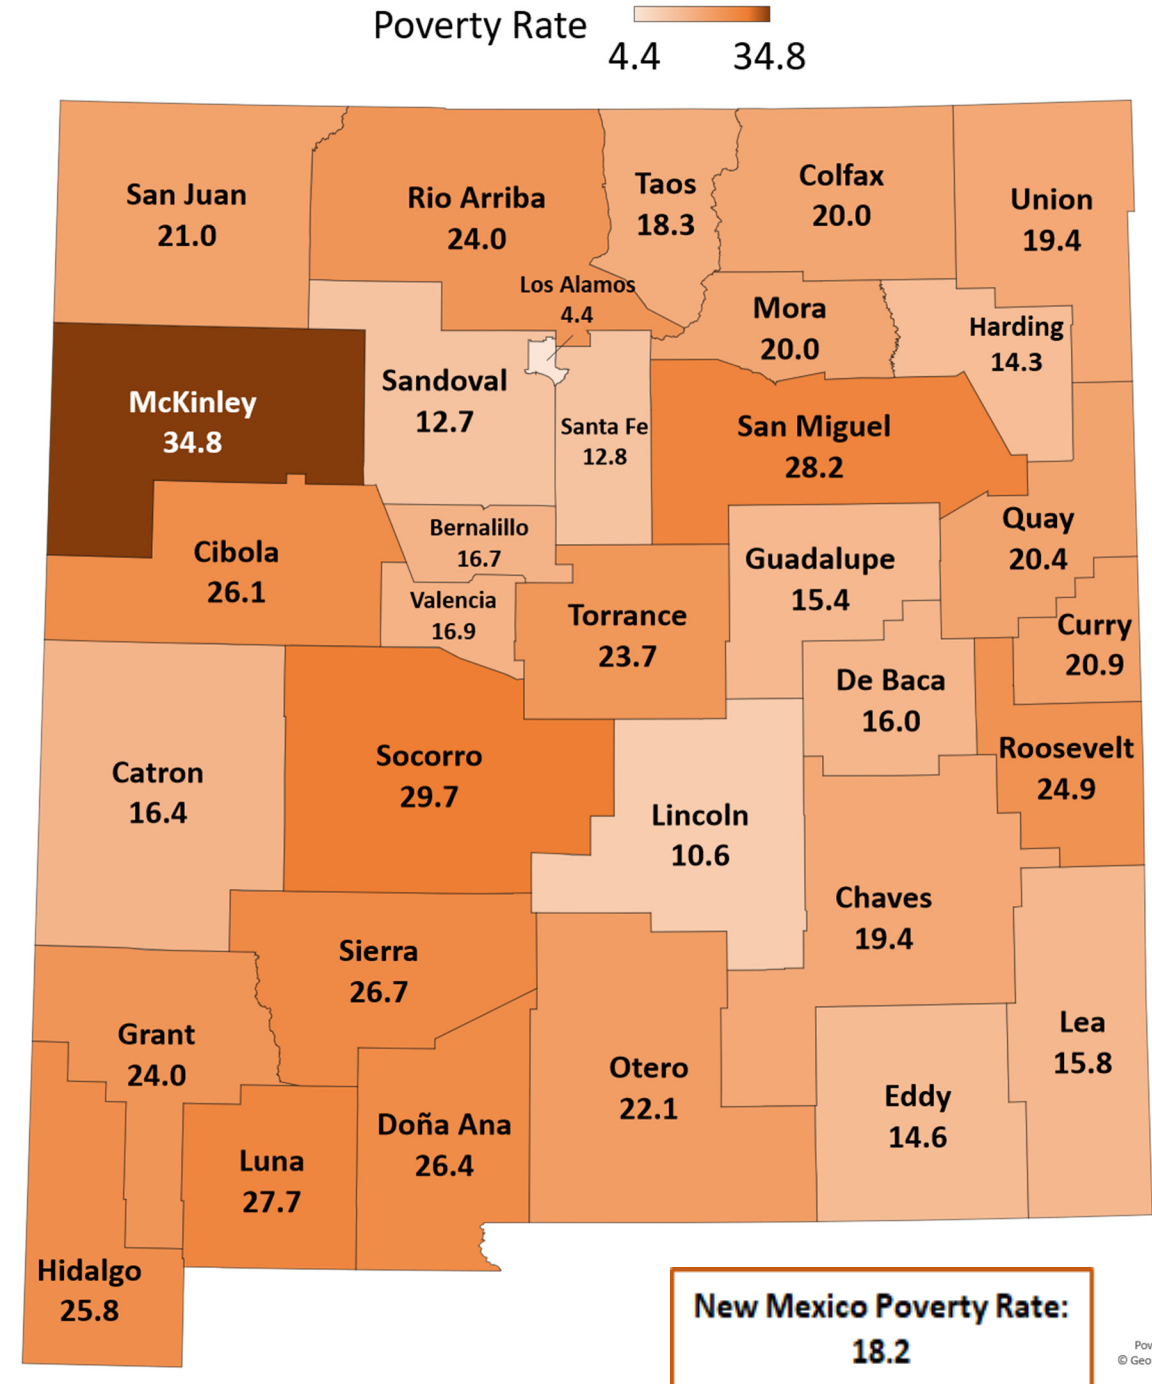 Poverty Rate
4.4 34.8
San Juan
21.0
Rio Arriba
24.0
Taos
18.3
Colfax
20.0
Union
19.4
Los Alamos
4.4
Mora
20.0
Harding
14.3
McKinley
34.8
Sandoval
12.7
Santa Fe
12.8
San Miguel
28.2
Cibola
26.1
Bernalillo
16.7
Valencia
16.9
Torrance
23.7
Guadalupe
15.4
Quay
20.4
Curry
20.9
De Baca
16.0
Roosevelt
24.9
Catron
16.4
Socorro
29.7
Lincoln
10.6
Chaves
19.4
Sierra
26.7
Grant
24.0
Otero
22.1
Lea
15.8
Eddy
14.6
Doña Ana
26.4
Luna
27.7
Hidalgo
25.8
New Mexico Poverty Rate:
18.2
Pow
© Geo